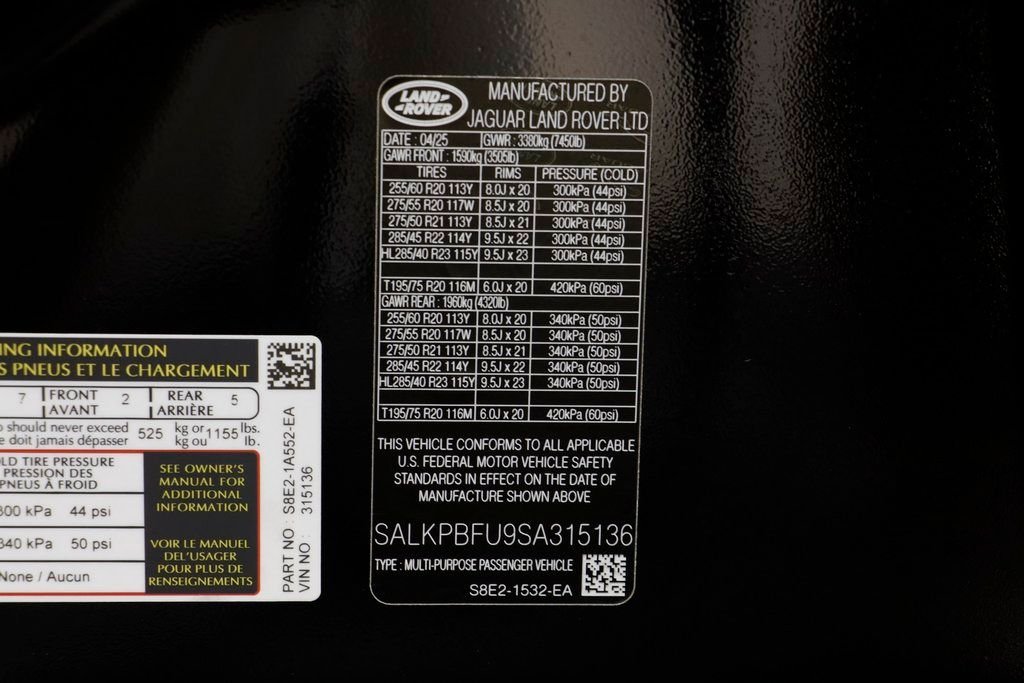 LAND-
-ROVER
MANUFACTURED BY
JAGUAR LAND ROVER LTD
DATE : 04/25 GVWR : 3380kg (7450lb)
GAWR FRONT : 1590kg (3505lb)
TIRES RIMS PRESSURE (COLD)
255/60 R20 113Y 8.0J x 20 300kPa (44psi)
275/55 R20 117W 8.5J x 20 300kPa (44psi)
275/50 R21 113Y 8.5J x 21 300kPa (44psi)
285/45 R22 114Y 9.5J x 22 300kPa (44psi)
HL285/40 R23 115Y 9.5J x 23 300kPa (44psi)
T195/75 R20 116M 6.0J x 20 420kPa (60psi)
GAWR REAR : 1960kg (4320lb)
255/60 R20 113Y 8.0J x 20 340kPa (50psi)
275/55 R20 117W 8.5J x 20 340kPa (50psi)
275/50 R21 113Y 8.5J x 21 340kPa (50psi)
285/45 R22 114Y 9.5J x 22 340kPa (50psi)
HL285/40 R23 115Y 9.5J x 23 340kPa (50psi)
T195/75 R20 116M 6.0J x 20 420kPa (60psi)
THIS VEHICLE CONFORMS TO ALL APPLICABLE
U.S. FEDERAL MOTOR VEHICLE SAFETY
STANDARDS IN EFFECT ON THE DATE OF
MANUFACTURE SHOWN ABOVE
SALKPBFU9SA315136
TYPE : MULTI-PURPOSE PASSENGER VEHICLE
S8E2-1532-EA
ING INFORMATION
S PNEUS ET LE CHARGEMENT
7 FRONT 2 REAR 5
AVANT ARRIÈRE
o should never exceed 525 kg or 1155 lbs.
e doit jamais dépasser kg ou lb.
LD TIRE PRESSURE
PRESSION DES
PNEUS À FROID
300 kPa 44 psi
340 kPa 50 psi
None / Aucun
SEE OWNER'S
MANUAL FOR
ADDITIONAL
INFORMATION
VOIR LE MANUEL
DEL'USAGER
POUR PLUS DE
RENSEIGNEMENTS
PART NO : S8E2-1A552-EA
VIN NO : 315136